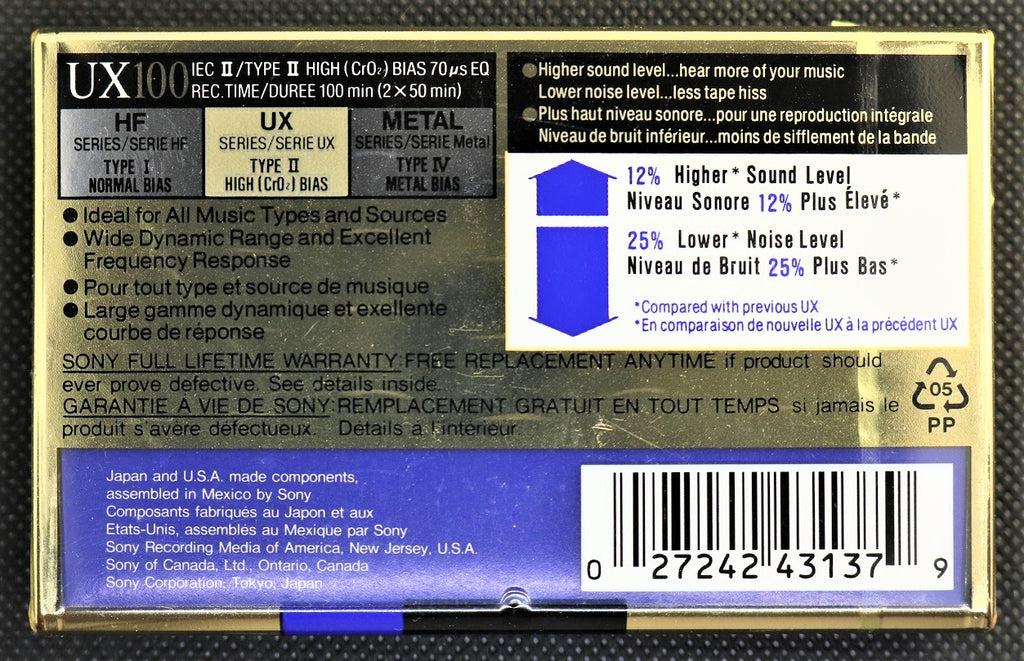 UX100 IEC II/TYPE II HIGH (CrO₂) BIAS 70 µs EQ
REC.TIME/DUREE 100 min (2 × 50 min)
HF
SERIES/SERIE HF
TYPE I
NORMAL BIAS
UX
SERIES/SERIE UX
TYPE II
HIGH (CrO₂) BIAS
METAL
SERIES/SERIE Metal
TYPE IV
METAL BIAS
● Ideal for All Music Types and Sources
● Wide Dynamic Range and Excellent
Frequency Response
● Pour tout type et source de musique
● Large gamme dynamique et exellente
courbe de réponse
● Higher sound level...hear more of your music
Lower noise level...less tape hiss
● Plus haut niveau sonore...pour une reproduction intégrale
Niveau de bruit inférieur...moins de sifflement de la bande
12% Higher* Sound Level
Niveau Sonore 12% Plus Élevé*
25% Lower* Noise Level
Niveau de Bruit 25% Plus Bas*
*Compared with previous UX
*En comparaison de nouvelle UX à la précédent UX
SONY FULL LIFETIME WARRANTY:FREE REPLACEMENT ANYTIME if product should
ever prove defective. See details inside.
GARANTIE À VIE DE SONY:REMPLACEMENT GRATUIT EN TOUT TEMPS si jamais le
produit s'avère défectueux. Détails à l'intérieur.
05
PP
Japan and U.S.A. made components,
assembled in Mexico by Sony
Composants fabriqués au Japon et aux
Etats-Unis, assemblés au Mexique par Sony
Sony Recording Media of America, New Jersey, U.S.A.
Sony of Canada, Ltd., Ontario, Canada
Sony Corporation, Tokyo, Japan
0 27242 43137 9